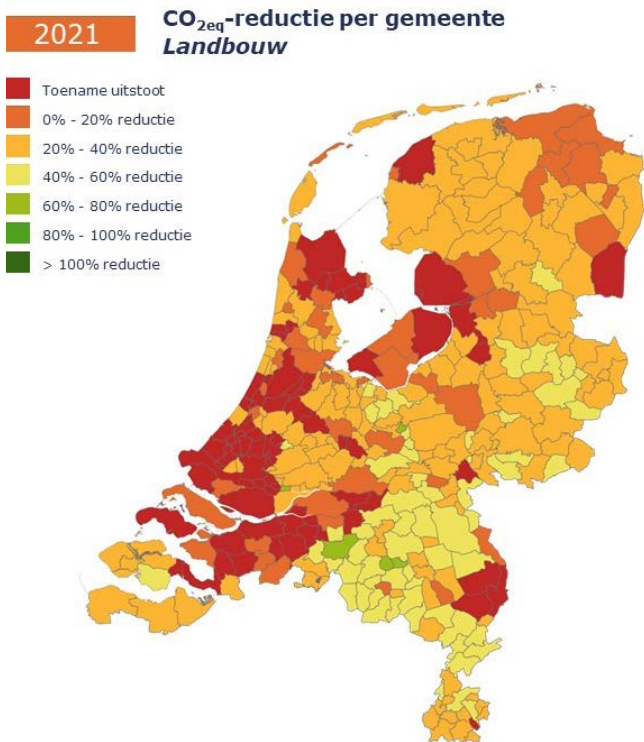 2021
CO2eq-reductie per gemeente
Landbouw
Toename uitstoot
0% - 20% reductie
20% - 40% reductie
40% - 60% reductie
60% - 80% reductie
80% - 100% reductie
> 100% reductie